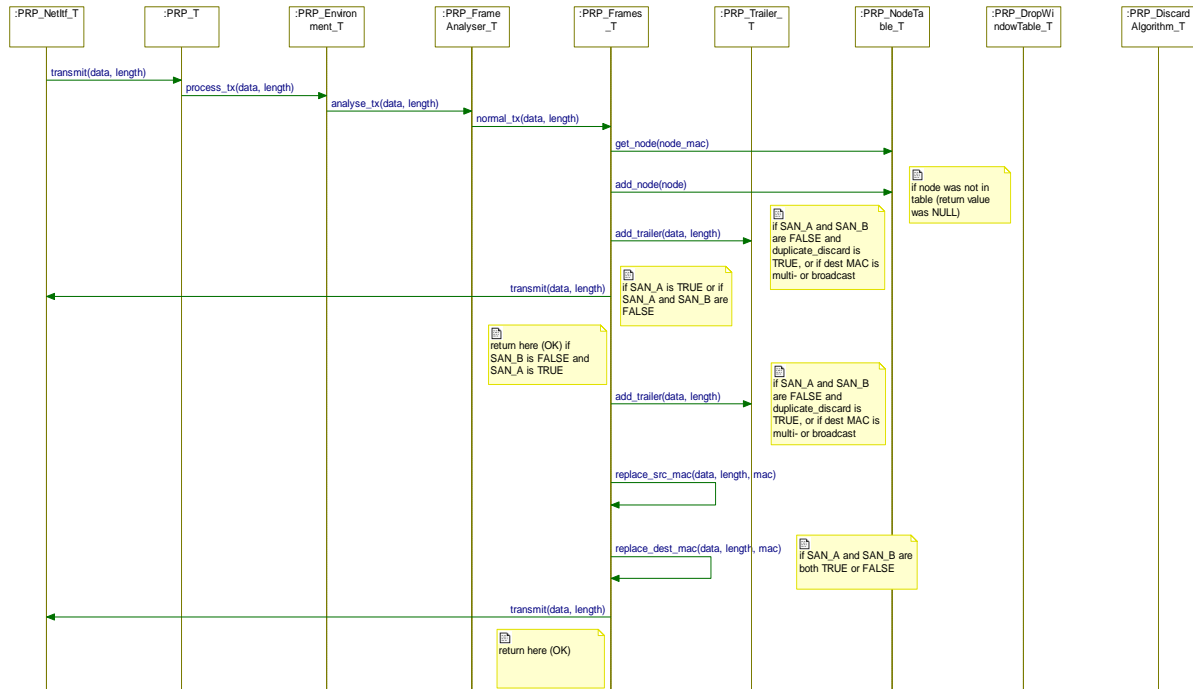 :PRP_NetItf_T
:PRP_T
:PRP_Environ
ment_T
:PRP_Frame
Analyser_T
:PRP_Frames
_T
:PRP_Trailer_
T
:PRP_NodeTa
ble_T
:PRP_DropWi
ndowTable_T
:PRP_Discard
Algorithm_T
transmit(data, length)
process_tx(data, length)
analyse_tx(data, length)
normal_tx(data, length)
get_node(node_mac)
add_node(node)
if node was not in
table (return value
was NULL)
add_trailer(data, length)
if SAN_A and SAN_B
are FALSE and
duplicate_discard is
TRUE, or if dest MAC is
multi- or broadcast
transmit(data, length)
if SAN_A is TRUE or if
SAN_A and SAN_B are
FALSE
return here (OK) if
SAN_B is FALSE and
SAN_A is TRUE
add_trailer(data, length)
if SAN_A and SAN_B
are FALSE and
duplicate_discard is
TRUE, or if dest MAC is
multi- or broadcast
replace_src_mac(data, length, mac)
replace_dest_mac(data, length, mac)
if SAN_A and SAN_B are
both TRUE or FALSE
transmit(data, length)
return here (OK)